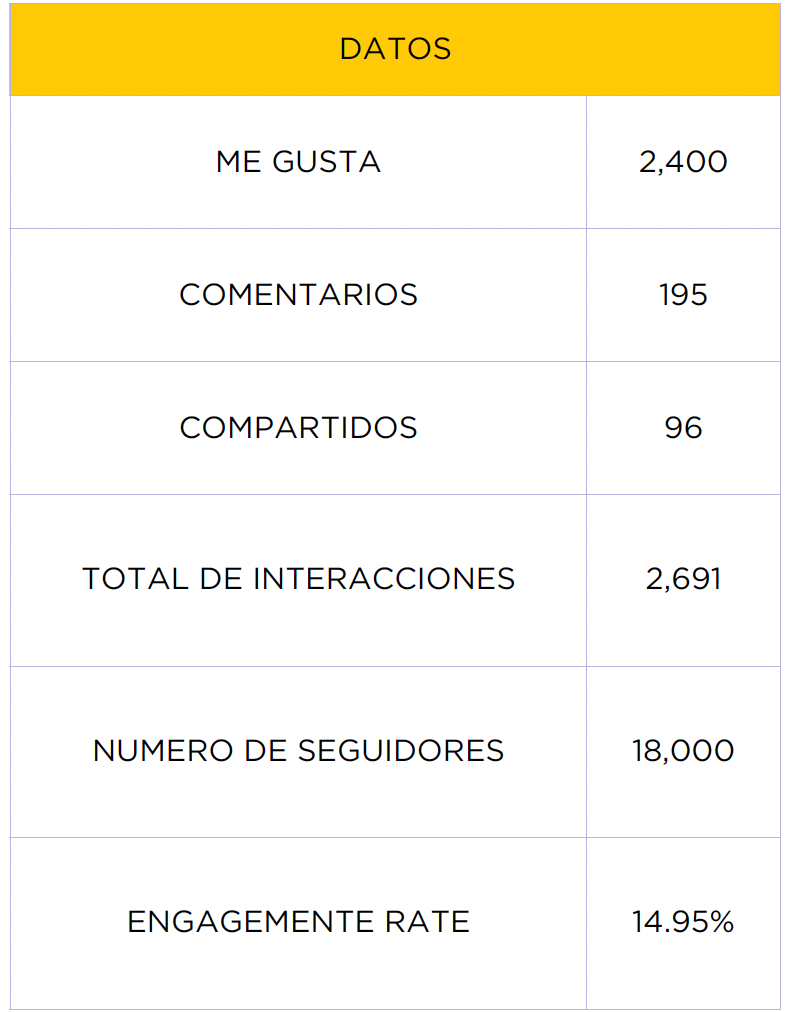 DATOS
ME GUSTA 2,400
COMENTARIOS 195
COMPARTIDOS 96
TOTAL DE INTERACCIONES 2,691
NUMERO DE SEGUIDORES 18,000
ENGAGEMENTE RATE 14.95%